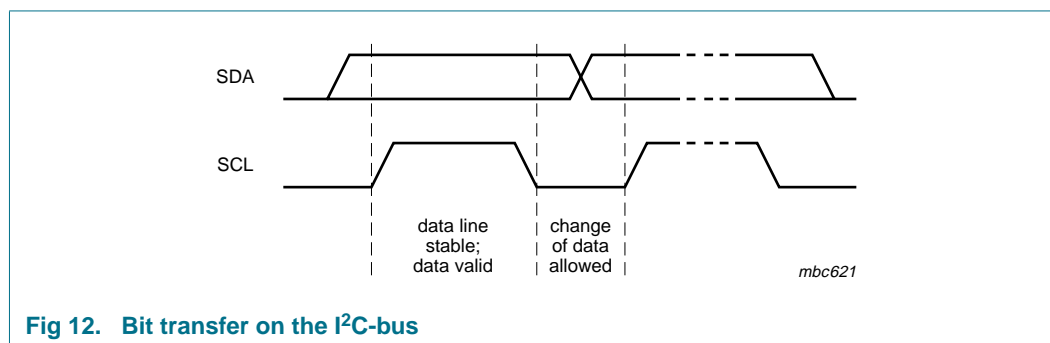 SDA
SCL
data line
stable;
data valid
change
of data
allowed
mbc621
Fig 12. Bit transfer on the I²C-bus